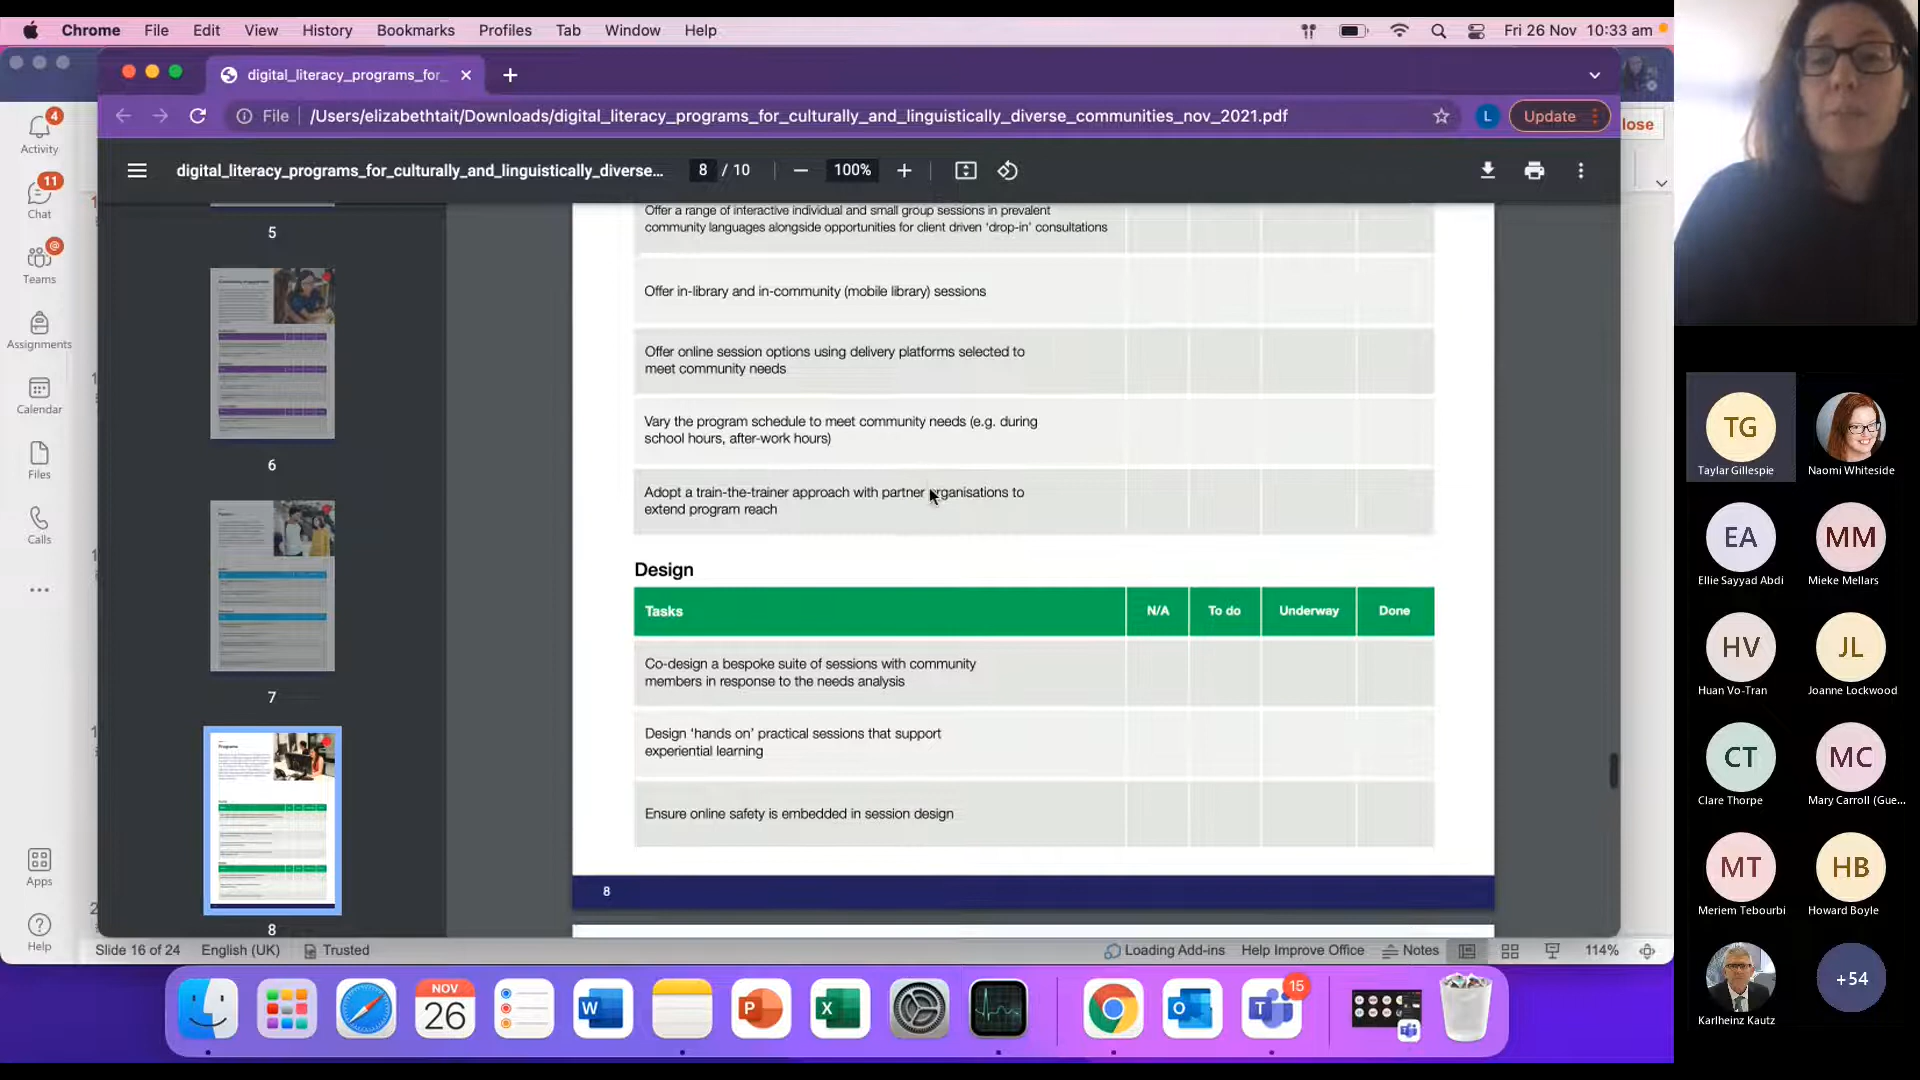 Chrome File Edit View History Bookmarks Profiles Tab Window Help
Fri 26 Nov 10:33 am
digital_literacy_programs_for_
File /Users/elizabethtait/Downloads/digital_literacy_programs_for_culturally_and_linguistically_diverse_communities_nov_2021.pdf
L
Update
lose
digital_literacy_programs_for_culturally_and_linguistically_diverse...
8 / 10
100%
4
Activity
11
Chat
@
Teams
Assignments
Calendar
Files
Calls
Apps
Help
5
6
7
8
Offer a range of interactive individual and small group sessions in prevalent
community languages alongside opportunities for client driven 'drop-in' consultations
Offer in-library and in-community (mobile library) sessions
Offer online session options using delivery platforms selected to
meet community needs
Vary the program schedule to meet community needs (e.g. during
school hours, after-work hours)
Adopt a train-the-trainer approach with partner organisations to
extend program reach
Design
Tasks N/A To do Underway Done
Co-design a bespoke suite of sessions with community
members in response to the needs analysis
Design 'hands on' practical sessions that support
experiential learning
Ensure online safety is embedded in session design
8
Slide 16 of 24 English (UK) Trusted
Loading Add-ins Help Improve Office Notes 114%
NOV
26
W
P
X
O
T
15
TG
Taylar Gillespie
Naomi Whiteside
EA
Ellie Sayyad Abdi
MM
Mieke Mellars
HV
Huan Vo-Tran
JL
Joanne Lockwood
CT
Clare Thorpe
MC
Mary Carroll (Gue...
MT
Meriem Tebourbi
HB
Howard Boyle
Karlheinz Kautz
+54